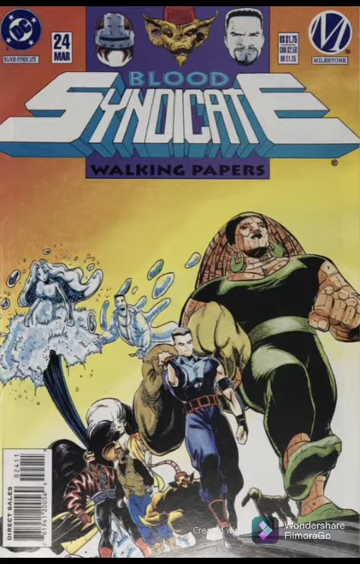 DC
BLOOD SYNDICATE
24
MAR
US $1.75
CAN $2.50
UK £1.25
MILESTONE
BLOOD
SYNDICATE
WALKING PAPERS
®
DIRECT SALES
02411
Created with
Wondershare
FilmoraGo